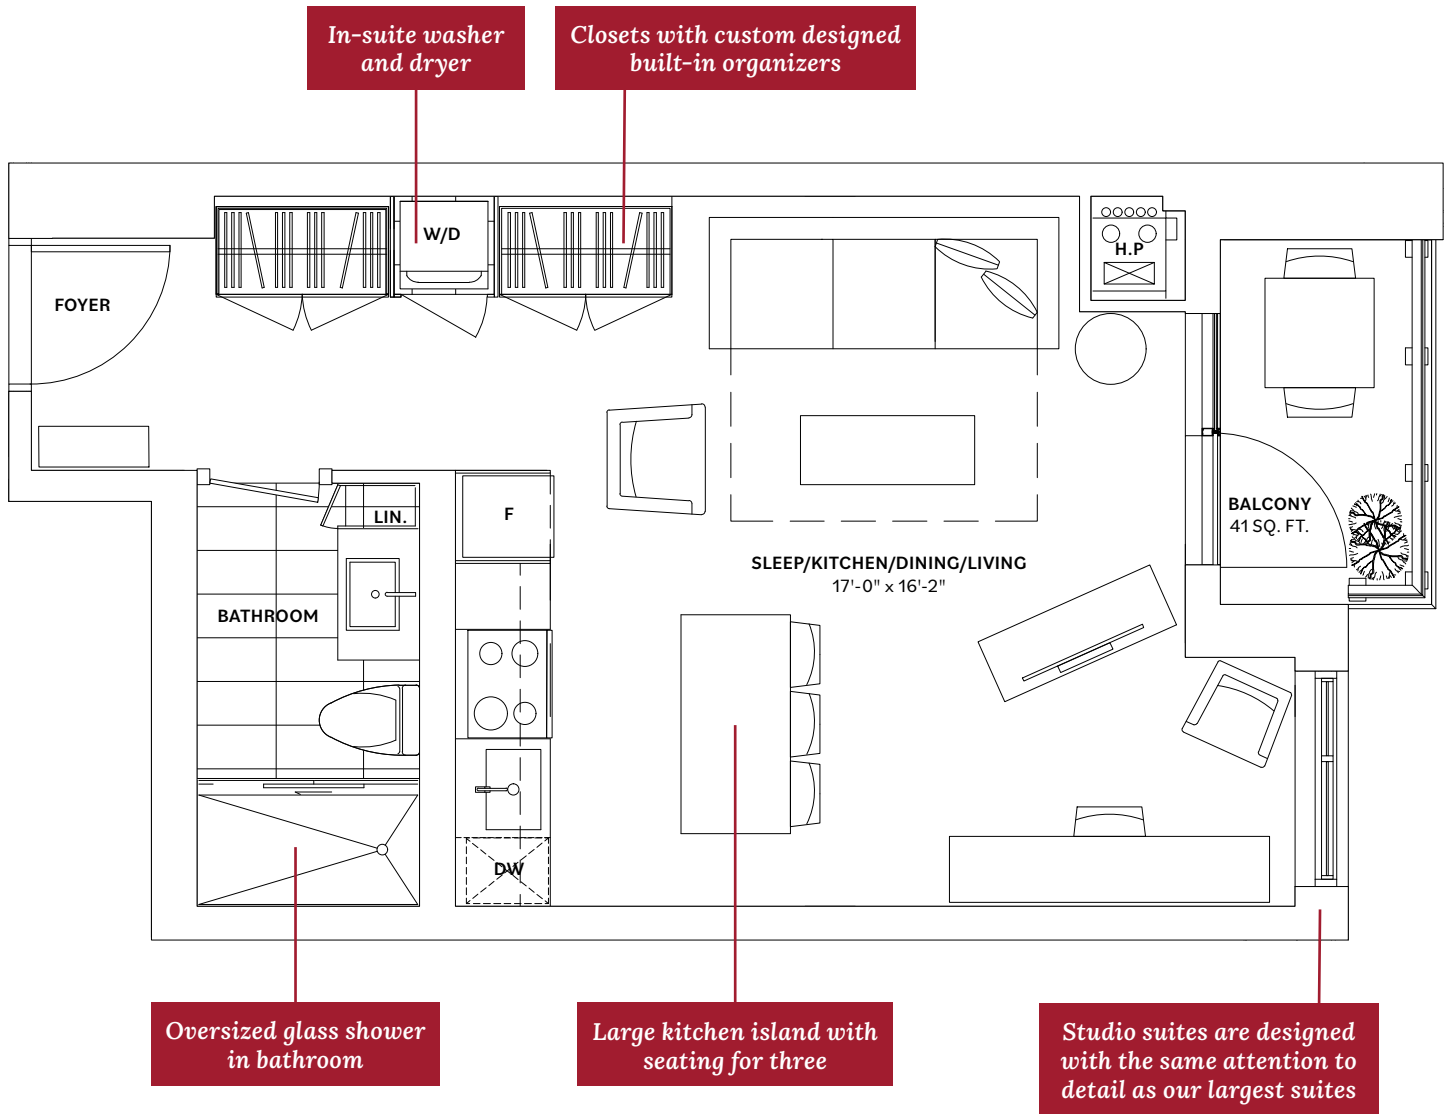 In-suite washer
and dryer
Closets with custom designed
built-in organizers
W/D
H.P
FOYER
BALCONY
41 SQ. FT.
F
LIN.
SLEEP/KITCHEN/DINING/LIVING
17'-0" x 16'-2"
BATHROOM
DW
Oversized glass shower
in bathroom
Large kitchen island with
seating for three
Studio suites are designed
with the same attention to
detail as our largest suites